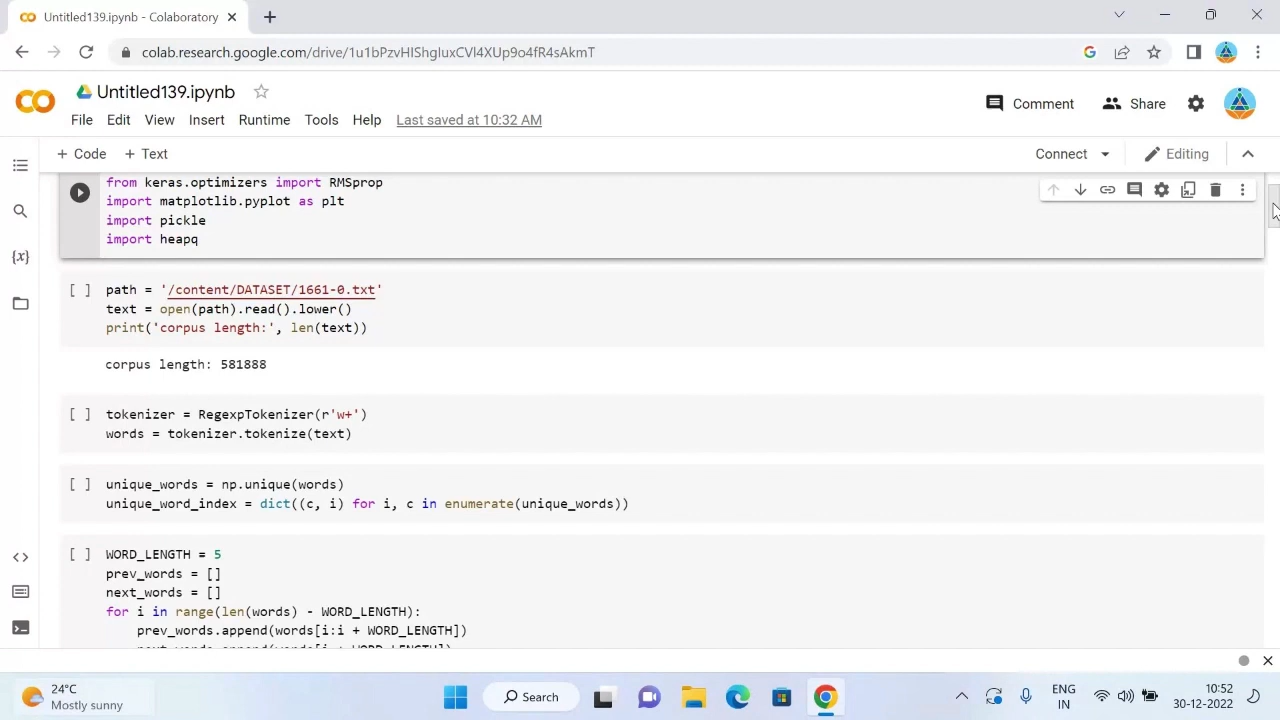 Untitled139.ipynb - Colaboratory
colab.research.google.com/drive/1u1bPzvHIShgIuxCVl4XUp9o4fR4sAkmT
Untitled139.ipynb
Comment
Share
File Edit View Insert Runtime Tools Help Last saved at 10:32 AM
+ Code + Text
Connect
Editing
from keras.optimizers import RMSprop
import matplotlib.pyplot as plt
import pickle
import heapq
[ ] path = '/content/DATASET/1661-0.txt'
text = open(path).read().lower()
print('corpus length:', len(text))
corpus length: 581888
[ ] tokenizer = RegexpTokenizer(r'w+')
words = tokenizer.tokenize(text)
[ ] unique_words = np.unique(words)
unique_word_index = dict((c, i) for i, c in enumerate(unique_words))
[ ] WORD_LENGTH = 5
prev_words = []
next_words = []
for i in range(len(words) - WORD_LENGTH):
prev_words.append(words[i:i + WORD_LENGTH])
24°C
Mostly sunny
Search
ENG
IN
10:52
30-12-2022